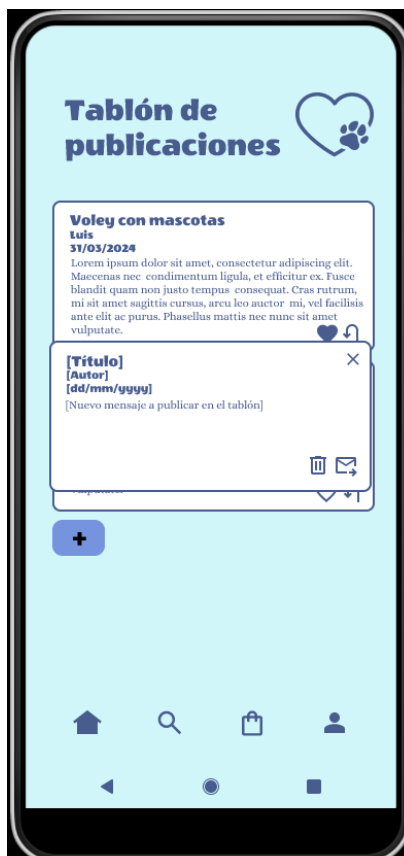 Tablón de
publicaciones
Voley con mascotas
Luis
31/03/2024
Lorem ipsum dolor sit amet, consectetur adipiscing elit.
Maecenas nec condimentum ligula, et efficitur ex. Fusce
blandit quam non justo tempus consequat. Cras rutrum,
mi sit amet sagittis cursus, arcu leo auctor mi, vel facilisis
ante elit ac purus. Phasellus mattis nec nunc sit amet
vulputate.
[Título]
[Autor]
[dd/mm/yyyy]
[Nuevo mensaje a publicar en el tablón]
+